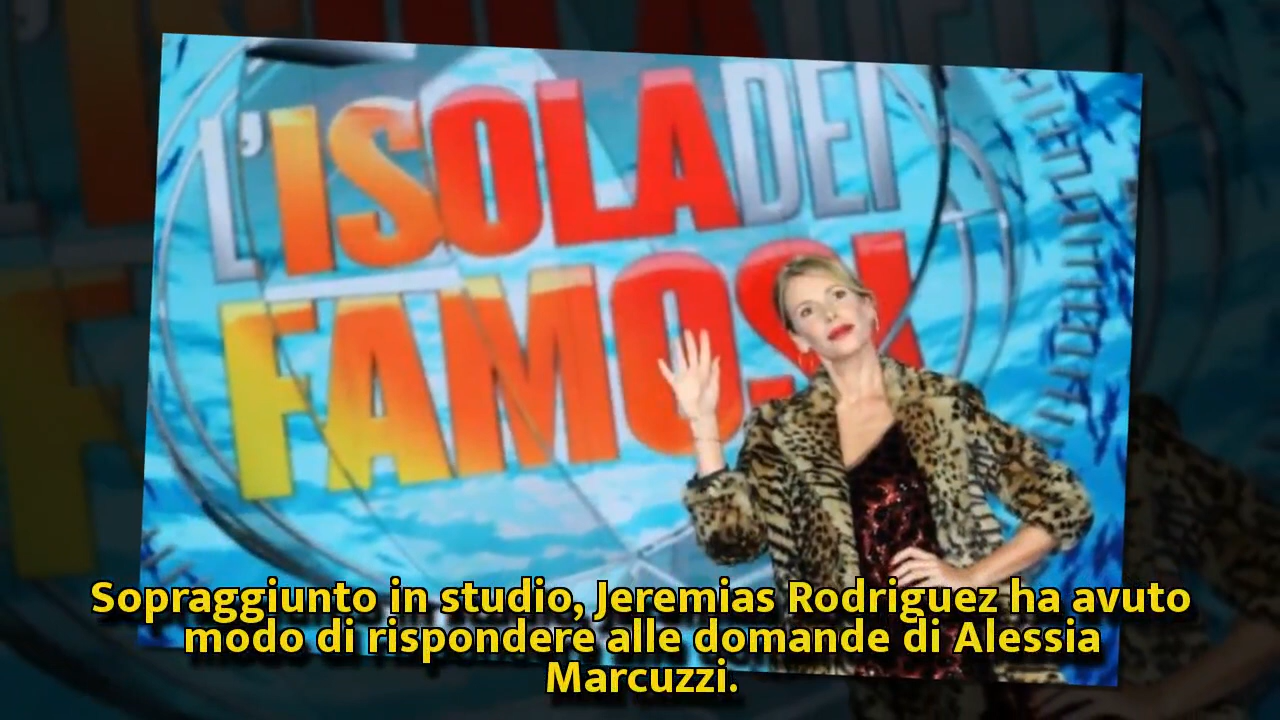 L'ISOLA DEI
FAMOSI
Sopraggiunto in studio, Jeremias Rodriguez ha avuto
modo di rispondere alle domande di Alessia
Marcuzzi.